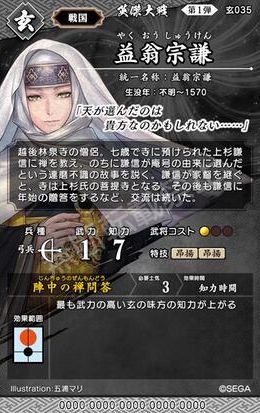 玄
戦国
英傑大戦
第1弾
玄035
やくおうしゅうけん
益翁宗謙
統一名称:益翁宗謙
生没年:不明~1570
「天が選んだのは
貴方なのかもしれない……」
越後林泉寺の僧侶。七歳で寺に預けられた上杉謙
信に禅を教え、のちに謙信が庵号の由来に選んだ
という達磨不識の故事を説く。謙信が家督を継ぐ
と、寺は上杉氏の菩提寺となる。その後も謙信に
年始の贈答をするなど、交流は続いた。
兵種
武力
知力
武将コスト
弓兵
1
7
特技
昂揚
昂揚
じんちゅうのぜんもんどう
陣中の禅問答
必要士気
3
効果時間
知力時間
最も武力の高い玄の味方の知力が上がる
効果範囲
Illustration:五浦マリ
©SEGA
0000-0000-0000-0000-0000